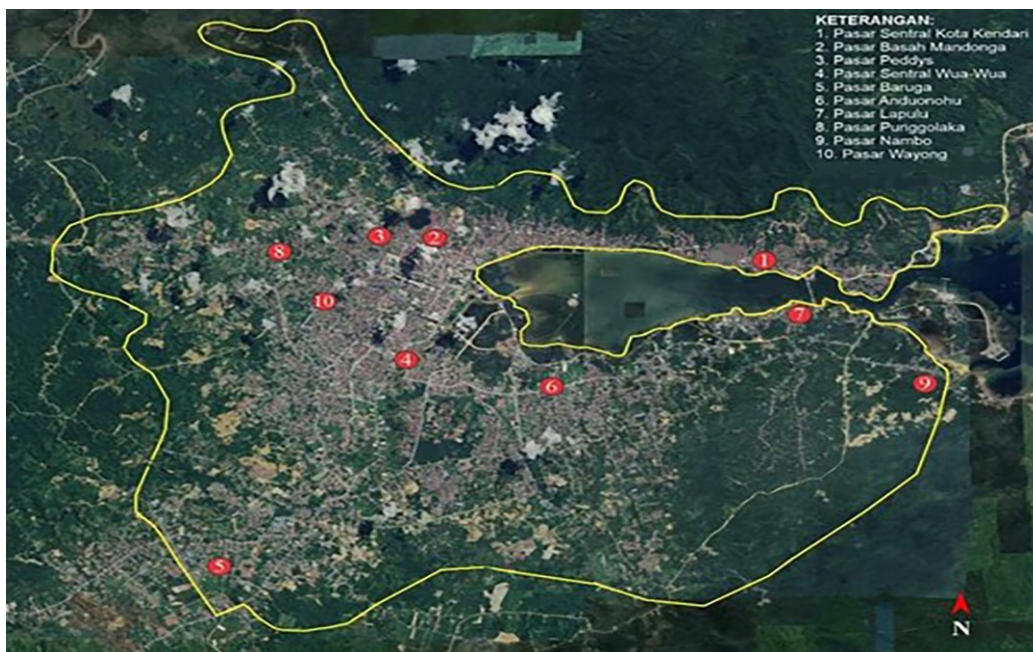 KETERANGAN:
1. Pasar Sentral Kota Kendari
2. Pasar Basah Mandonga
3. Pasar Peddys
4. Pasar Sentral Wua-Wua
5. Pasar Baruga
6. Pasar Anduonohu
7. Pasar Lapulu
8. Pasar Punggolaka
9. Pasar Nambo
10. Pasar Wayong
3
2
8
1
10
7
4
6
9
5
N